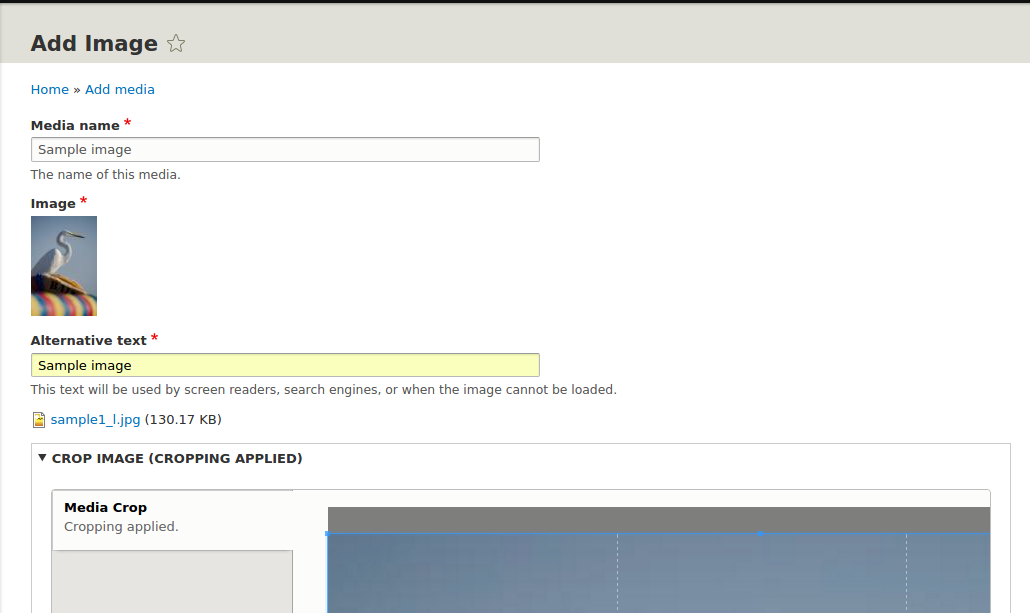 Add Image
Home » Add media
Media name *
Sample image
The name of this media.
Image *
Alternative text *
Sample image
This text will be used by screen readers, search engines, or when the image cannot be loaded.
sample1_l.jpg (130.17 KB)
CROP IMAGE (CROPPING APPLIED)
Media Crop
Cropping applied.